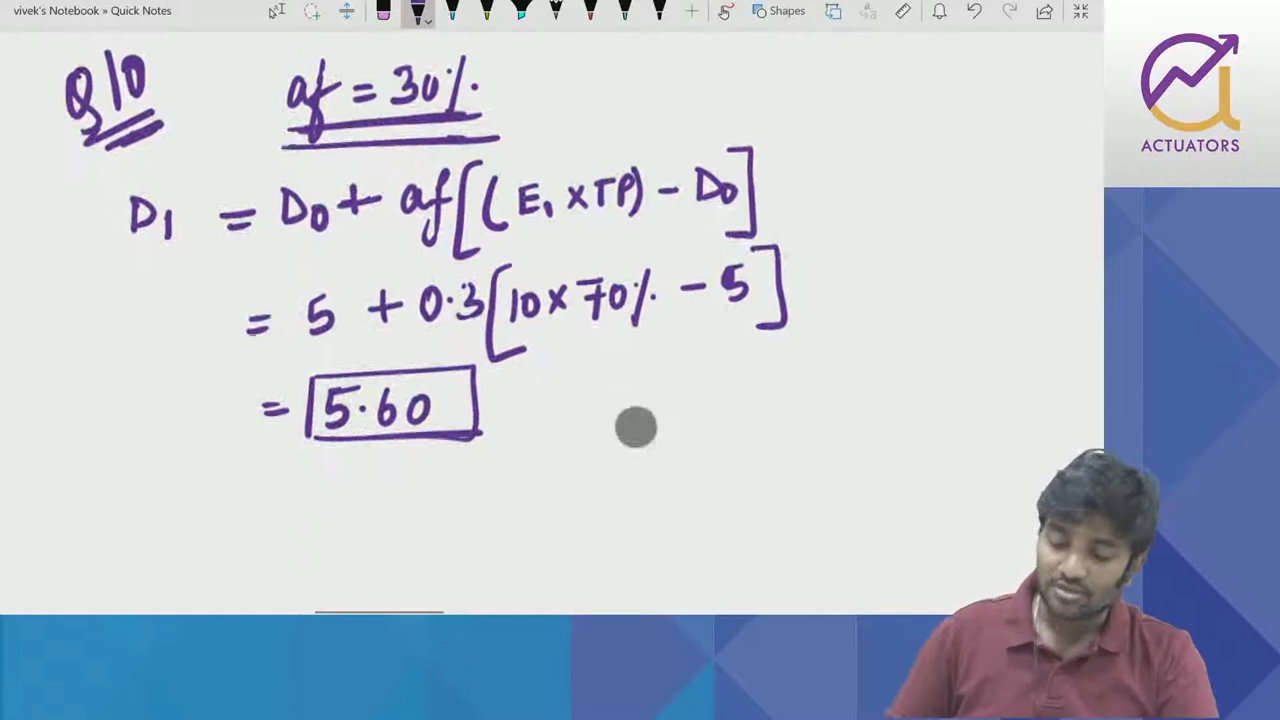 vivek's Notebook » Quick Notes
Shapes
Q10
af = 30%.
D₁ = D₀ + af[(E₁ × TP) - D₀]
= 5 + 0.3[10 × 70% - 5]
= 5.60
ACTUATORS